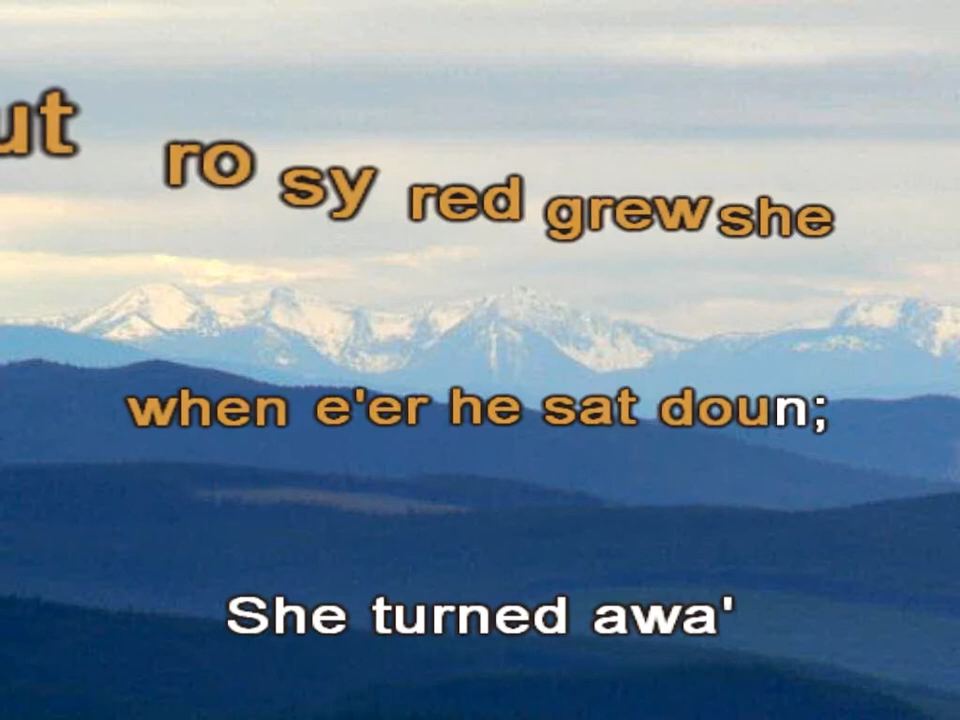 ut ro sy red grew she
when e'er he sat doun;
She turned awa'